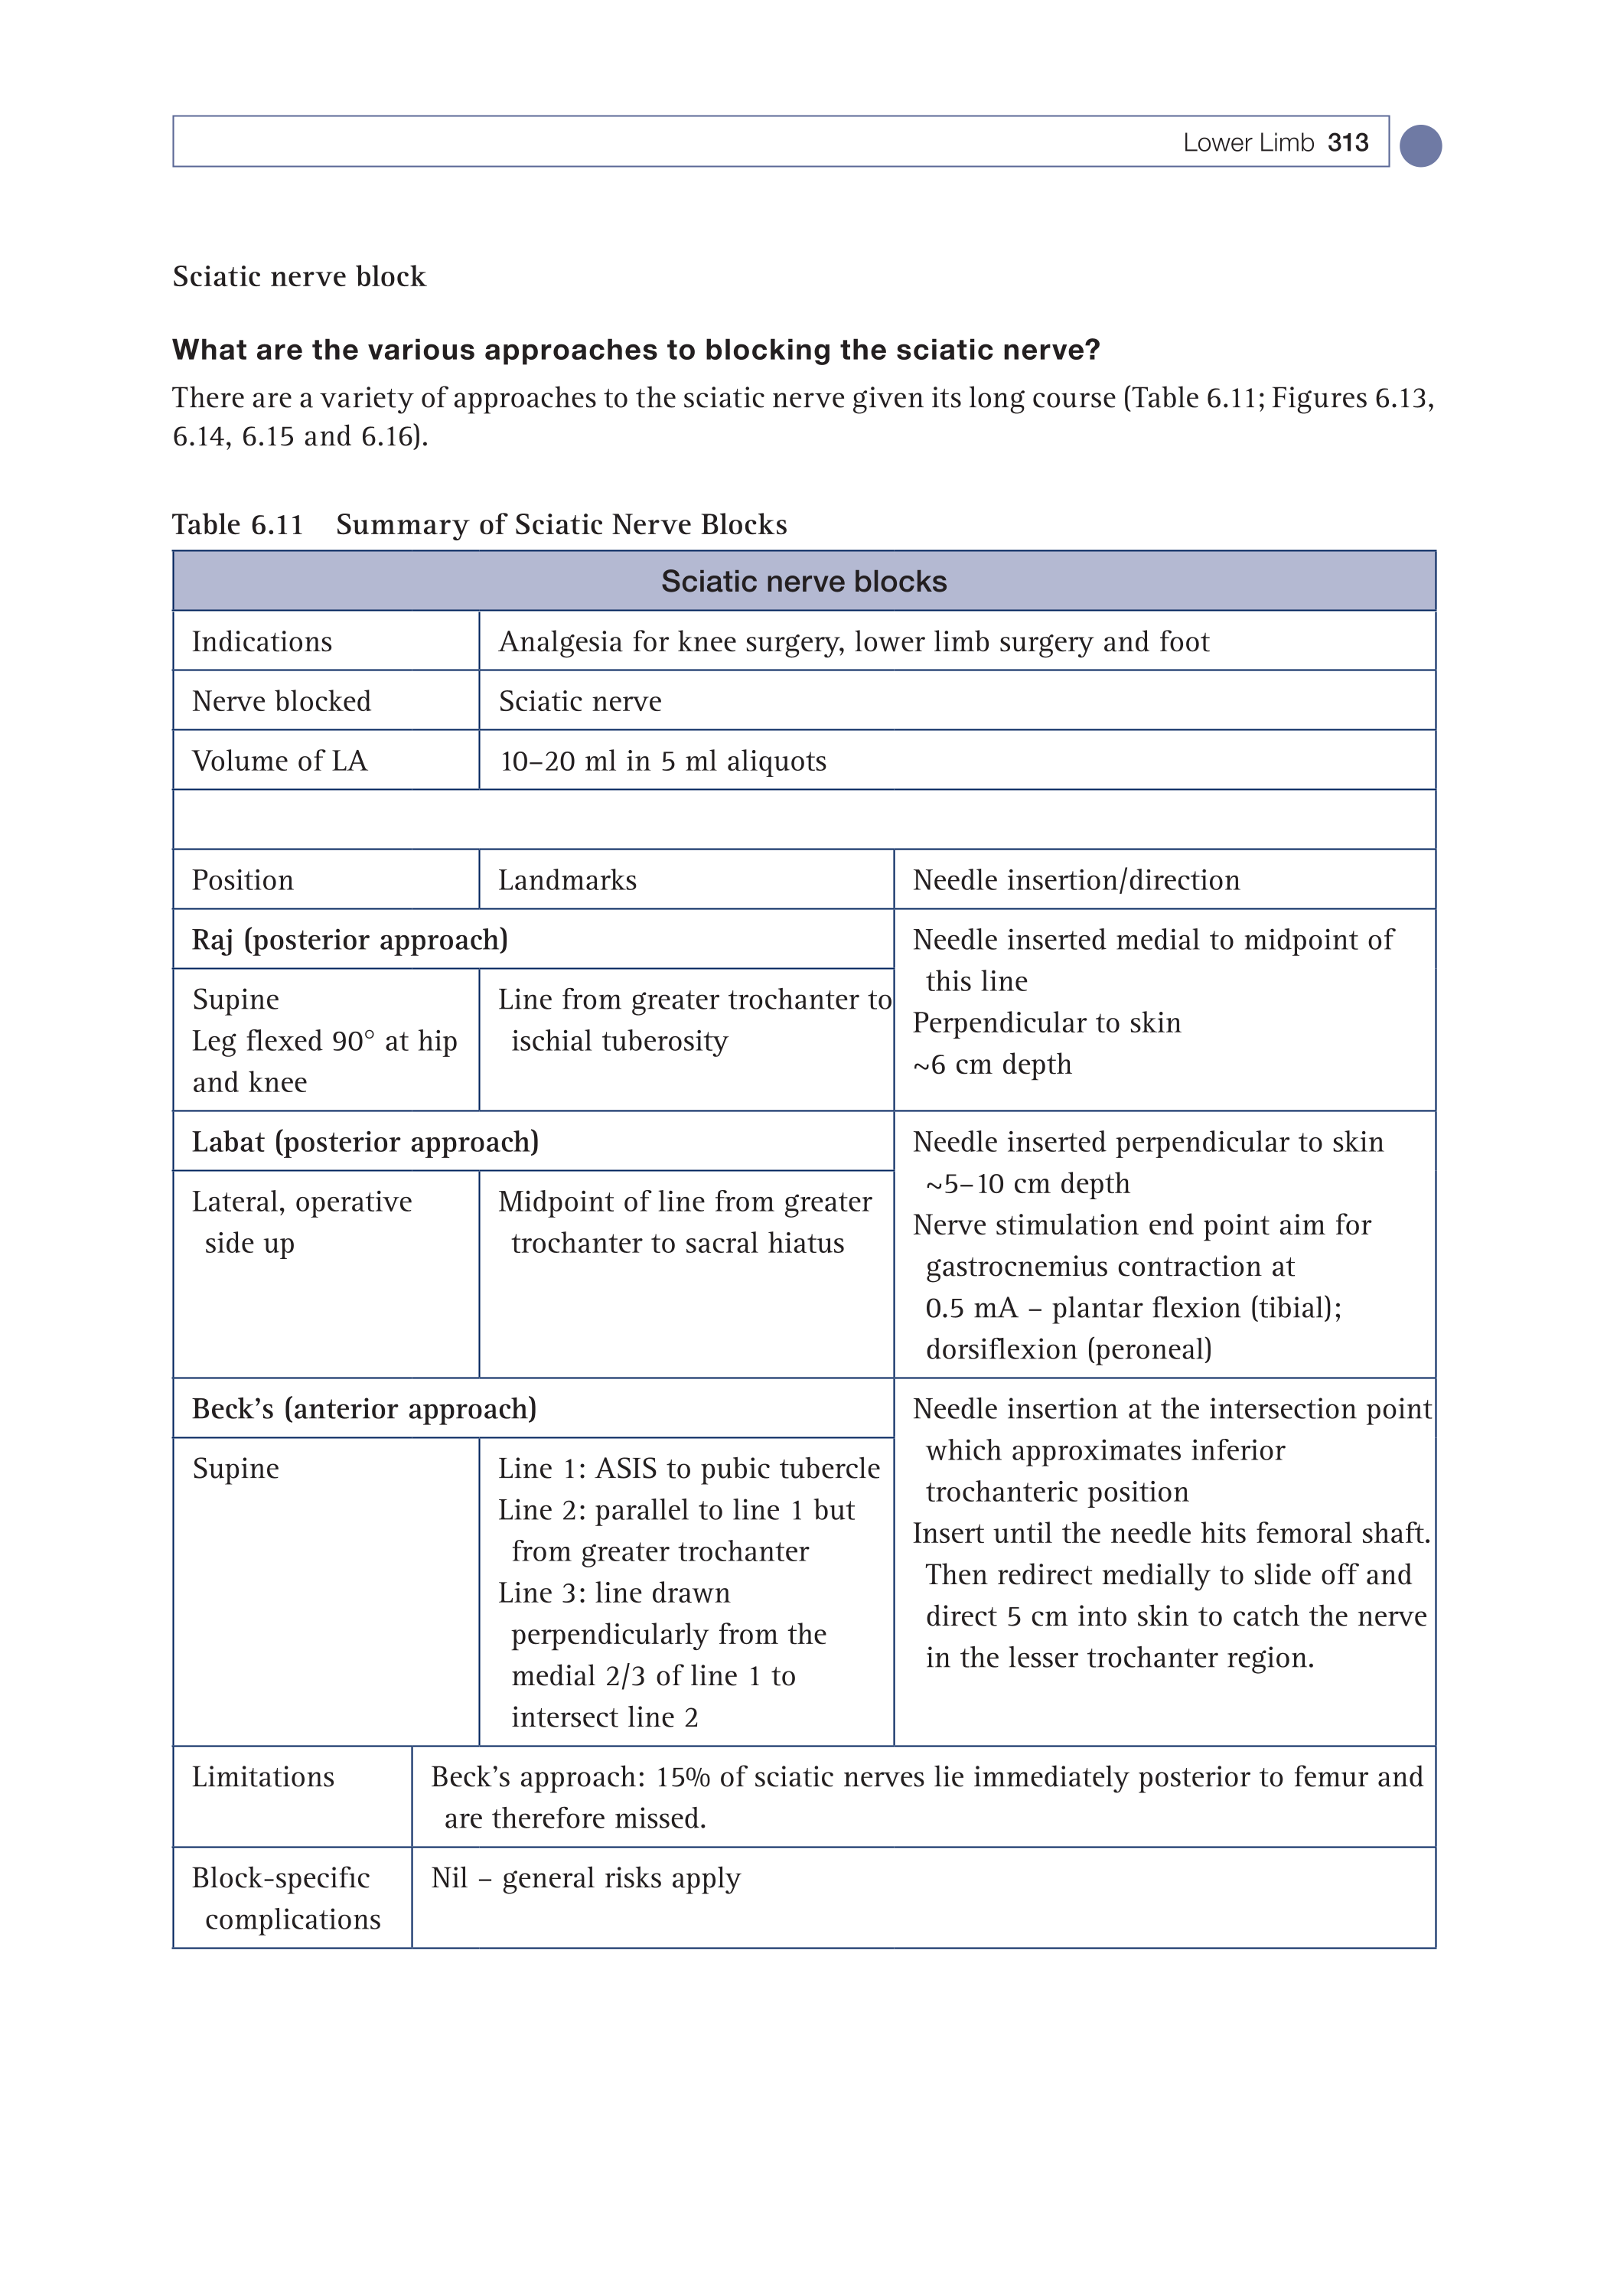 Lower Limb 313
Sciatic nerve block
What are the various approaches to blocking the sciatic nerve?
There are a variety of approaches to the sciatic nerve given its long course (Table 6.11; Figures 6.13,
6.14, 6.15 and 6.16).
Table 6.11 Summary of Sciatic Nerve Blocks
Sciatic nerve blocks
Indications
Analgesia for knee surgery, lower limb surgery and foot
Nerve blocked
Sciatic nerve
Volume of LA
10–20 ml in 5 ml aliquots
Position
Landmarks
Needle insertion/direction
Raj (posterior approach)
Supine
Leg flexed 90° at hip
and knee
Line from greater trochanter to
ischial tuberosity
Needle inserted medial to midpoint of
this line
Perpendicular to skin
~6 cm depth
Labat (posterior approach)
Lateral, operative
side up
Midpoint of line from greater
trochanter to sacral hiatus
Needle inserted perpendicular to skin
~5–10 cm depth
Nerve stimulation end point aim for
gastrocnemius contraction at
0.5 mA – plantar flexion (tibial);
dorsiflexion (peroneal)
Beck's (anterior approach)
Supine
Line 1: ASIS to pubic tubercle
Line 2: parallel to line 1 but
from greater trochanter
Line 3: line drawn
perpendicularly from the
medial 2/3 of line 1 to
intersect line 2
Needle insertion at the intersection point
which approximates inferior
trochanteric position
Insert until the needle hits femoral shaft.
Then redirect medially to slide off and
direct 5 cm into skin to catch the nerve
in the lesser trochanter region.
Limitations
Beck's approach: 15% of sciatic nerves lie immediately posterior to femur and
are therefore missed.
Block-specific
complications
Nil – general risks apply